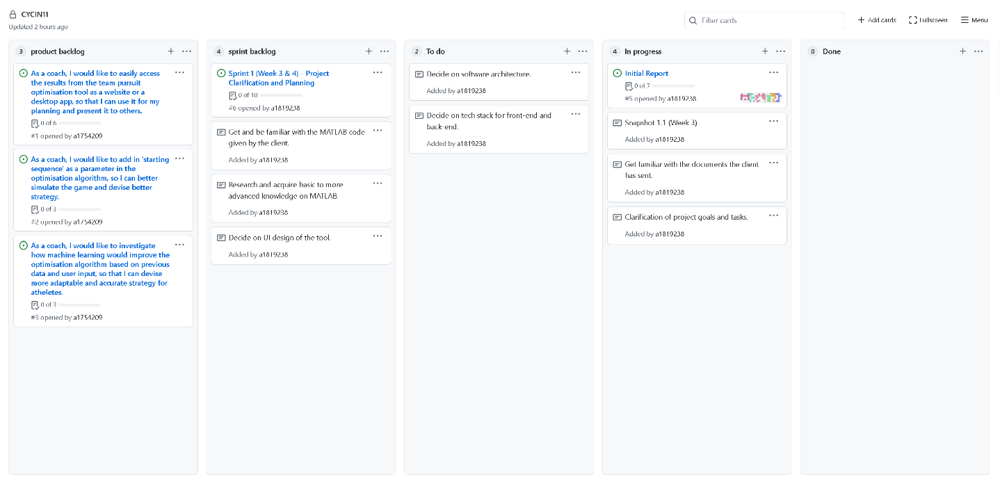 CYCIN11
Updated 2 hours ago
Filter cards
Add cards
Fullscreen
Menu
3 product backlog
As a coach, I would like to easily access
the results from the team pursuit
optimisation tool as a website or a
desktop app, so that I can use it for my
planning and present it to others.
0 of 6
#1 opened by a1754209
As a coach, I would like to add in 'starting
sequence' as a parameter in the
optimisation algorithm, so I can better
simulate the game and devise better
strategy.
0 of 3
#2 opened by a1754209
As a coach, I would like to investigate
how machine learning would improve the
optimisation algorithm based on previous
data and user input, so that I can devise
more adaptable and accurate strategy for
atheletes.
0 of 3
#3 opened by a1754209
4 sprint backlog
Sprint 1 (Week 3 & 4) - Project
Clarification and Planning
0 of 10
#6 opened by a1819238
Get and be familiar with the MATLAB code
given by the client.
Added by a1819238
Research and acquire basic to more
advanced knowledge on MATLAB.
Added by a1819238
Decide on UI design of the tool.
Added by a1819238
2 To do
Decide on software architecture.
Added by a1819238
Decide on tech stack for front-end and
back-end.
Added by a1819238
4 In progress
Initial Report
0 of 7
#5 opened by a1819238
Snapshot 1.1 (Week 3)
Added by a1819238
Get familiar with the documents the client
has sent.
Added by a1819238
Clarification of project goals and tasks.
Added by a1819238
0 Done